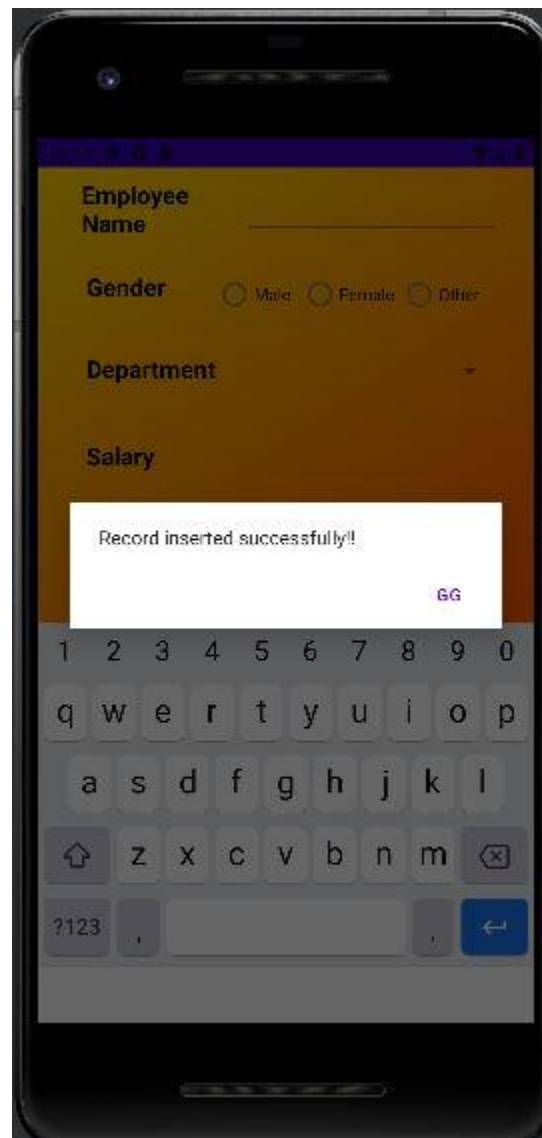 Employee
Name
Gender Male Female Other
Department
Salary
Record inserted successfully!!
GG
1 2 3 4 5 6 7 8 9 0
q w e r t y u i o p
a s d f g h j k l
z x c v b n m
?123 , .